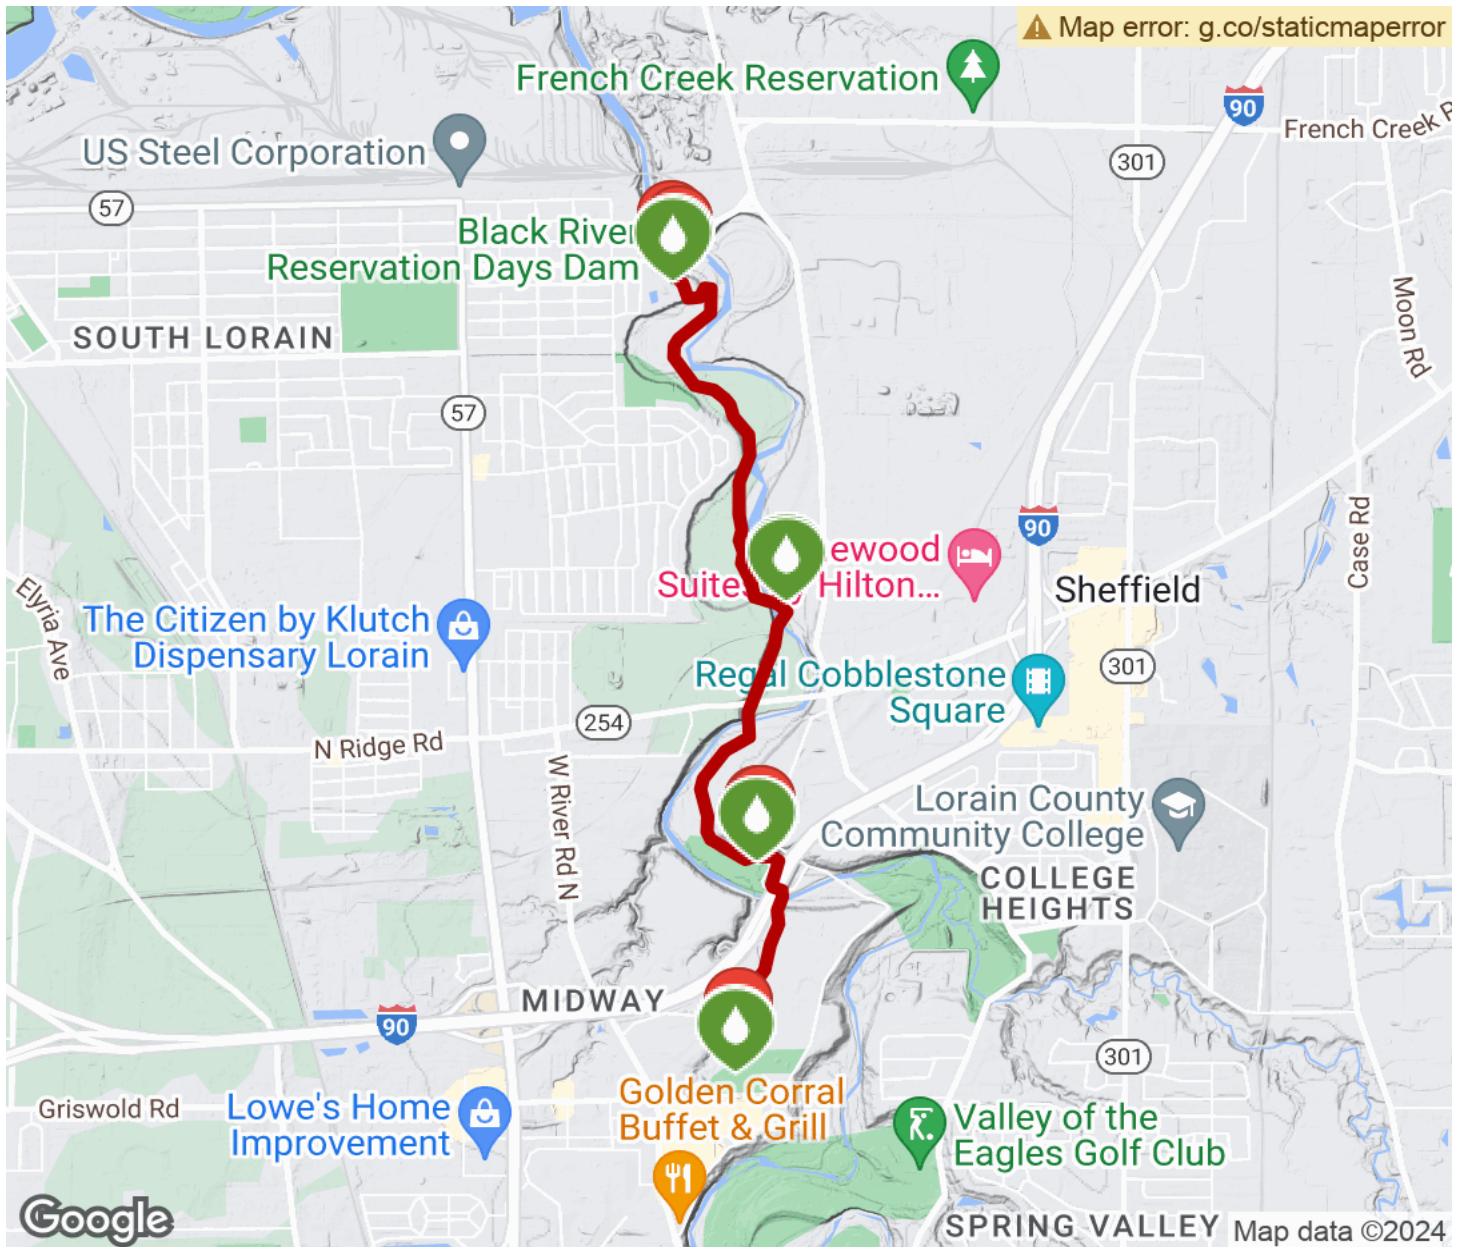 Map error: g.co/staticmaperror
French Creek Reservation
90
French Creek R
US Steel Corporation
301
57
Black River
Reservation Days Dam
Moon Rd
SOUTH LORAIN
57
90
Case Rd
ewood
Suites Hilton...
Elyria Ave
Sheffield
The Citizen by Klutch
Dispensary Lorain
301
Regal Cobblestone
Square
254
N Ridge Rd
W River Rd N
Lorain County
Community College
COLLEGE
HEIGHTS
MIDWAY
90
301
Griswold Rd
Lowe's Home
Improvement
Golden Corral
Buffet & Grill
Valley of the
Eagles Golf Club
Google
SPRING VALLEY
Map data ©2024